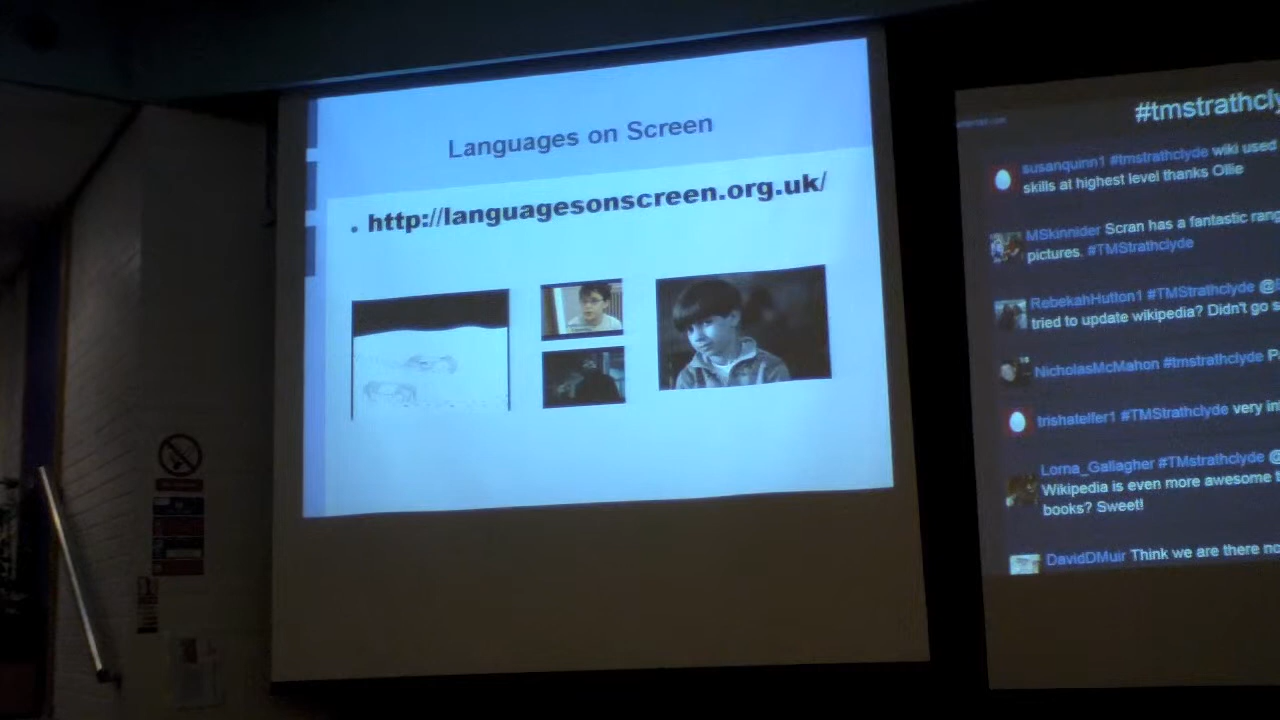 Languages on Screen
• http://languagesonscreen.org.uk/
#tmstrathcly
susanquinn1 #tmstrathclyde wiki used
skills at highest level thanks Ollie
MSkinnider Scran has a fantastic rang
pictures. #TMStrathclyde
RebekahHutton1 #TMStrathclyde @
tried to update wikipedia? Didn't go s
NicholasMcMahon #tmstrathclyde P
trishatelfer1 #TMStrathclyde very in
Lorna_Gallagher #TMstrathclyde @
Wikipedia is even more awesome t
books? Sweet!
DavidDMuir Think we are there no